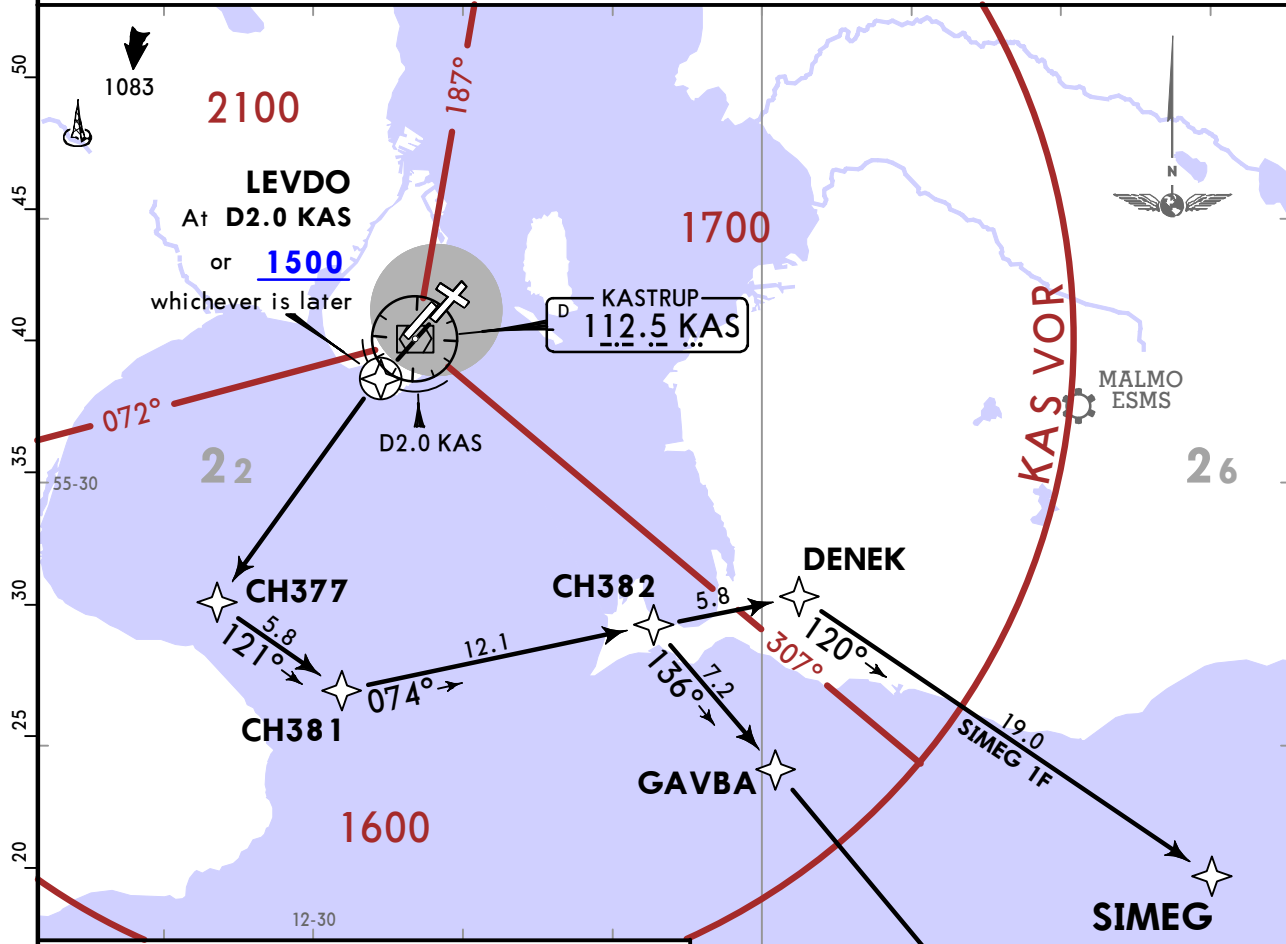 50
1083
2100
187°
LEVDO
At D2.0 KAS
or 1500
whichever is later
45
1700
N
KASTRUP
D 112.5 KAS
40
KAS VOR
MALMO
ESMS
072°
D2.0 KAS
35
22
26
55-30
30
CH377
5.8
121°
CH382
5.8
DENEK
12.1
074°
CH381
7.2
136°
307°
120°
19.0
SIMEG 1F
25
GAVBA
1600
20
12-30
SIMEG